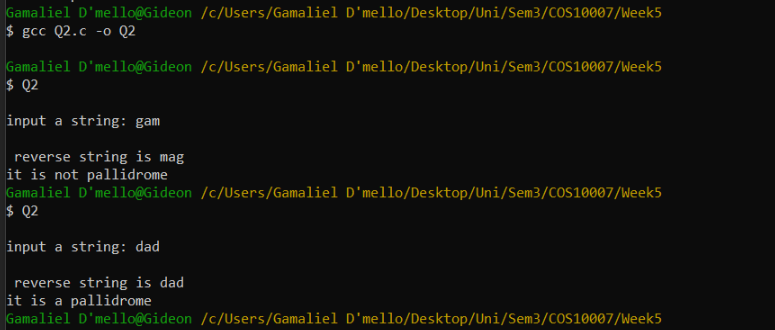 Gamaliel D'mello@Gideon /c/Users/Gamaliel D'mello/Desktop/Uni/Sem3/COS10007/Week5
$ gcc Q2.c -o Q2
Gamaliel D'mello@Gideon /c/Users/Gamaliel D'mello/Desktop/Uni/Sem3/COS10007/Week5
$ Q2
input a string: gam
reverse string is mag
it is not pallidrome
Gamaliel D'mello@Gideon /c/Users/Gamaliel D'mello/Desktop/Uni/Sem3/COS10007/Week5
$ Q2
input a string: dad
reverse string is dad
it is a pallidrome
Gamaliel D'mello@Gideon /c/Users/Gamaliel D'mello/Desktop/Uni/Sem3/COS10007/Week5